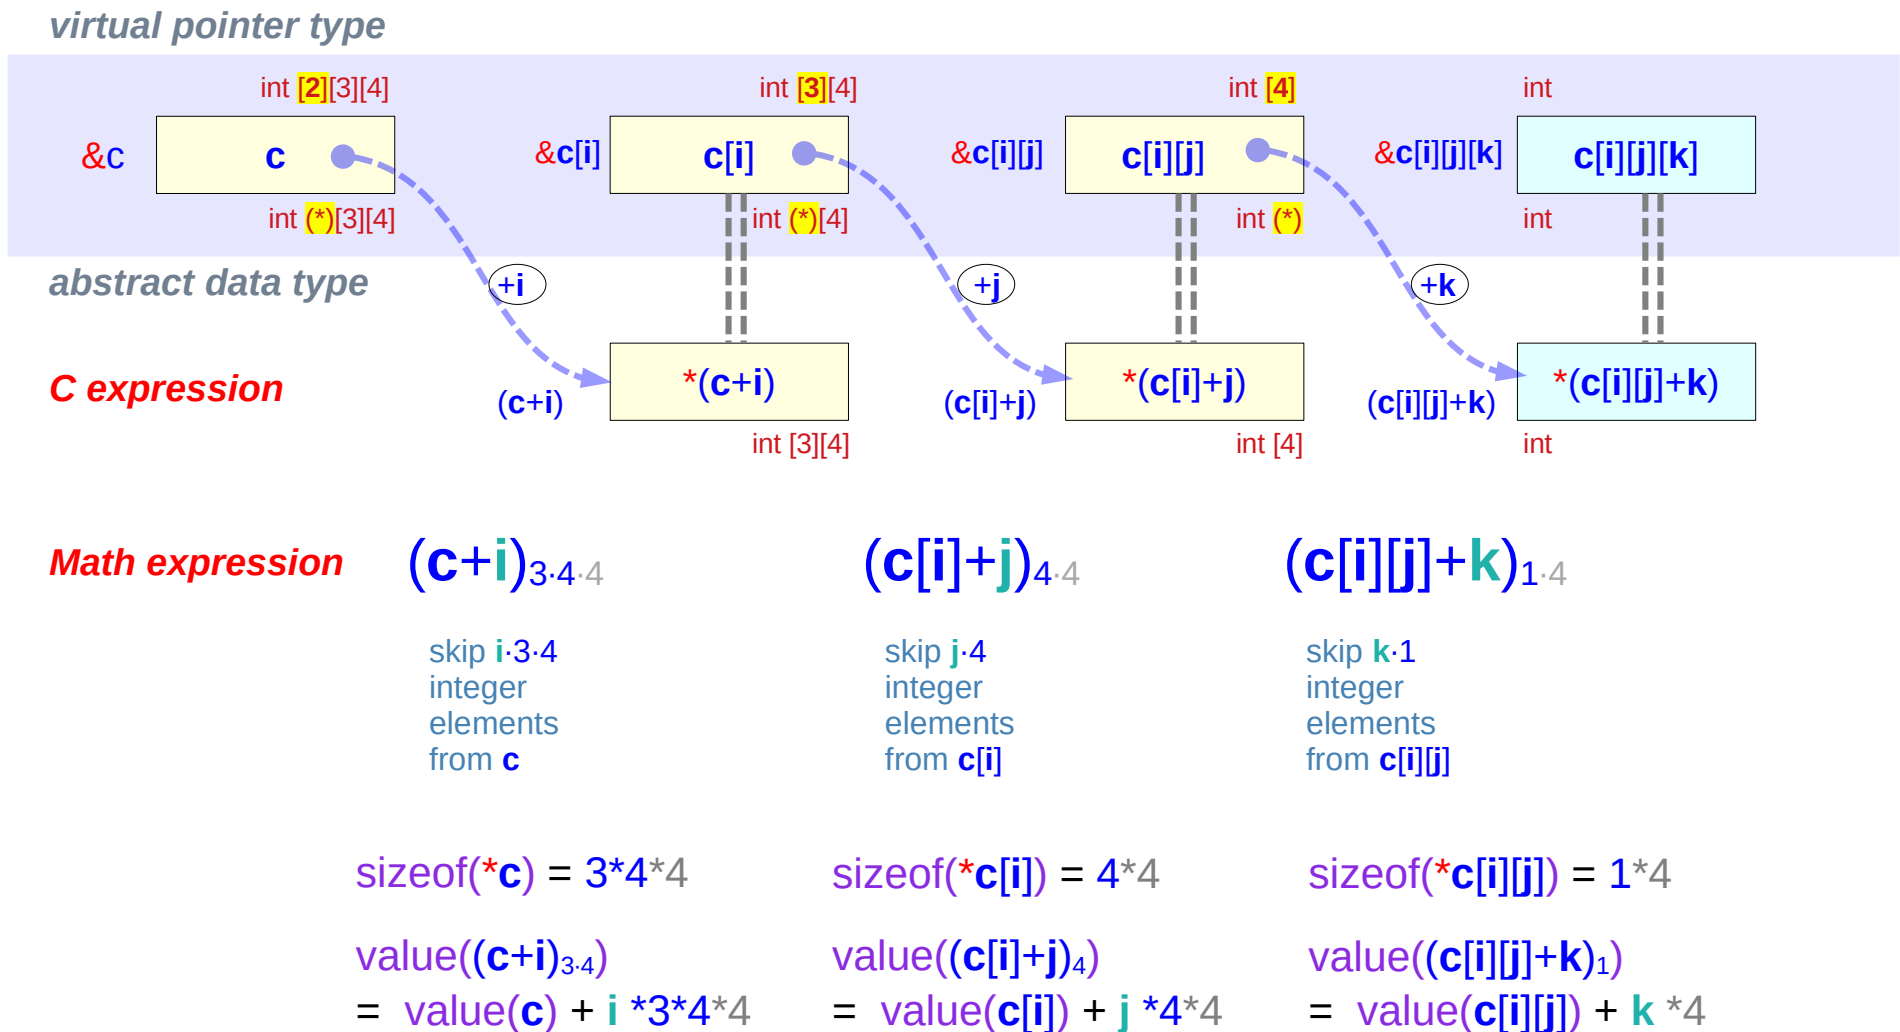 virtual pointer type
int [2][3][4] int [3][4] int [4] int
&c c &c[i] c[i] &c[i][j] c[i][j] &c[i][j][k] c[i][j][k]
int (*)[3][4] int (*)[4] int (*) int
abstract data type +i +j +k
C expression (c+i) *(c+i) (c[i]+j) *(c[i]+j) (c[i][j]+k) *(c[i][j]+k)
int [3][4] int [4] int
Math expression (c+i)3·4·4 (c[i]+j)4·4 (c[i][j]+k)1·4
skip i·3·4
integer
elements
from c
skip j·4
integer
elements
from c[i]
skip k·1
integer
elements
from c[i][j]
sizeof(*c) = 3*4*4 sizeof(*c[i]) = 4*4 sizeof(*c[i][j]) = 1*4
value((c+i)3·4) value((c[i]+j)4) value((c[i][j]+k)1)
= value(c) + i *3*4*4 = value(c[i]) + j *4*4 = value(c[i][j]) + k *4